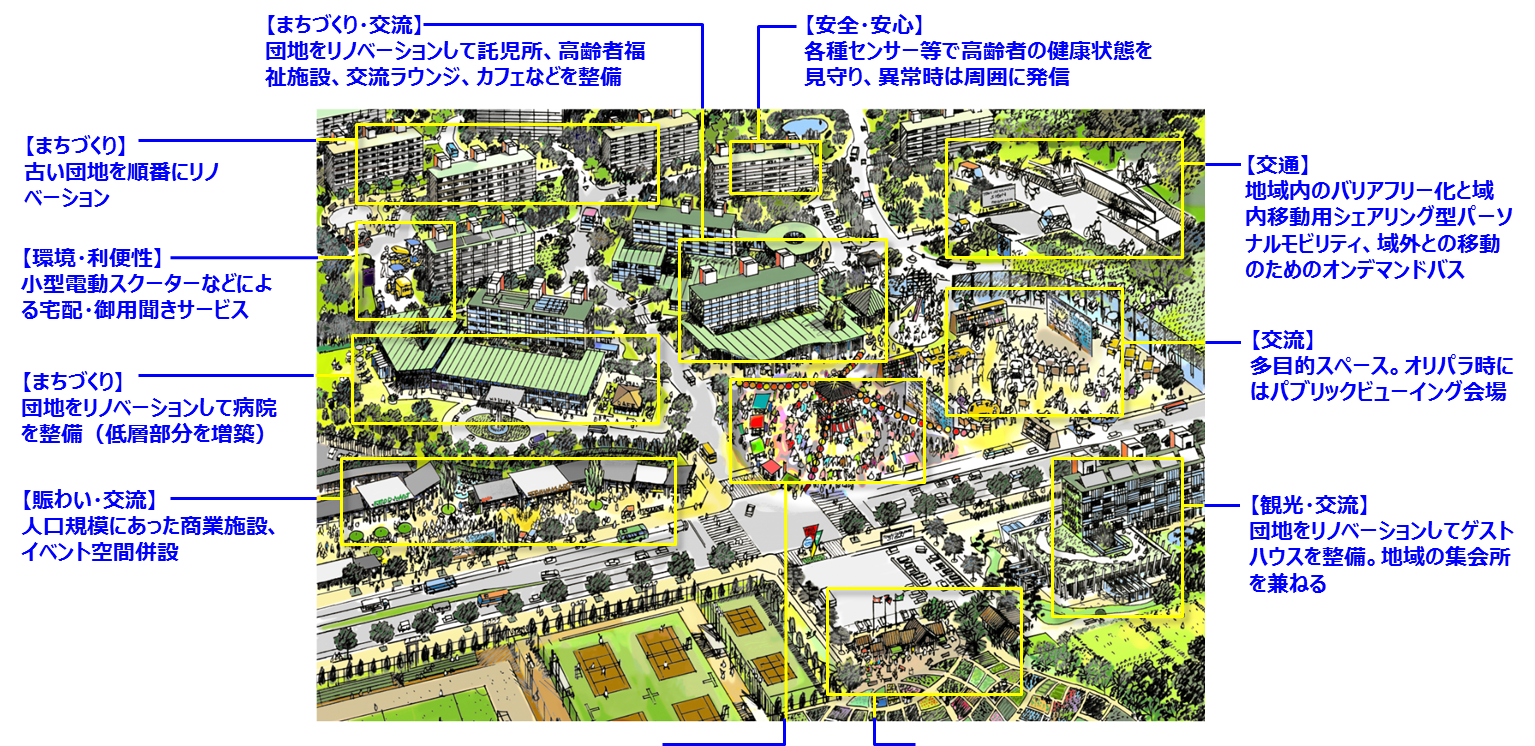 【まちづくり・交流】
団地をリノベーションして託児所、高齢者福
祉施設、交流ラウンジ、カフェなどを整備
【安全・安心】
各種センサー等で高齢者の健康状態を
見守り、異常時は周囲に発信
【まちづくり】
古い団地を順番にリノ
ベーション
【環境・利便性】
小型電動スクーターなどによ
る宅配・御用聞きサービス
【まちづくり】
団地をリノベーションして病院
を整備（低層部分を増築）
【賑わい・交流】
人口規模にあった商業施設、
イベント空間併設
【交通】
地域内のバリアフリー化と域
内移動用シェアリング型パーソ
ナルモビリティ、域外との移動
のためのオンデマンドバス
【交流】
多目的スペース。オリパラ時に
はパブリックビューイング会場
【観光・交流】
団地をリノベーションしてゲスト
ハウスを整備。地域の集会所
を兼ねる